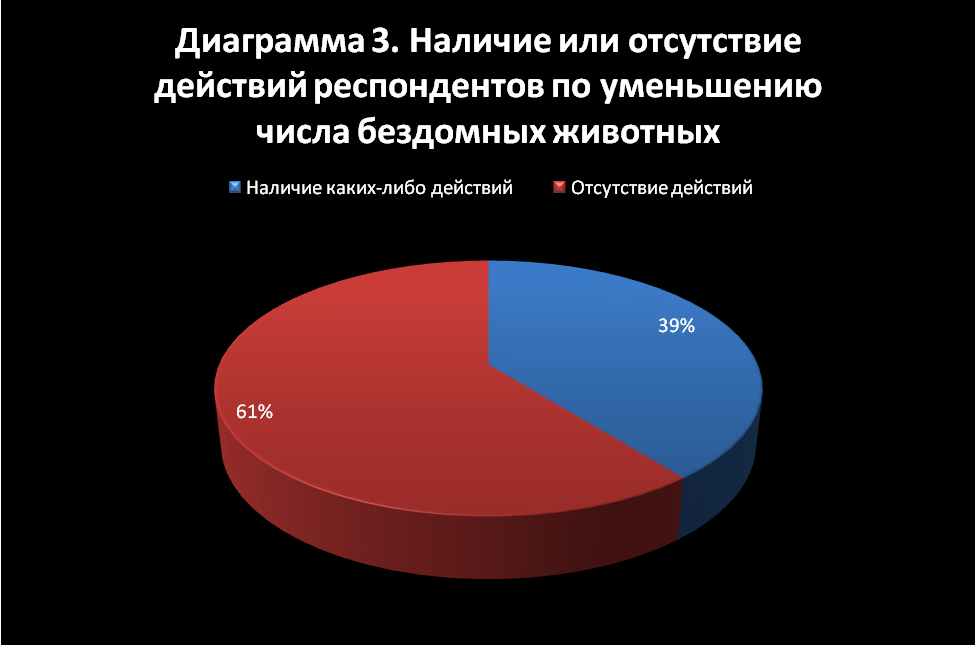 Диаграмма 3. Наличие или отсутствие
действий респондентов по уменьшению
числа бездомных животных
Наличие каких-либо действий Отсутствие действий
39%
61%